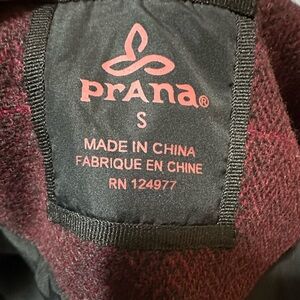 prAna®
S
MADE IN CHINA
FABRIQUE EN CHINE
RN 124977